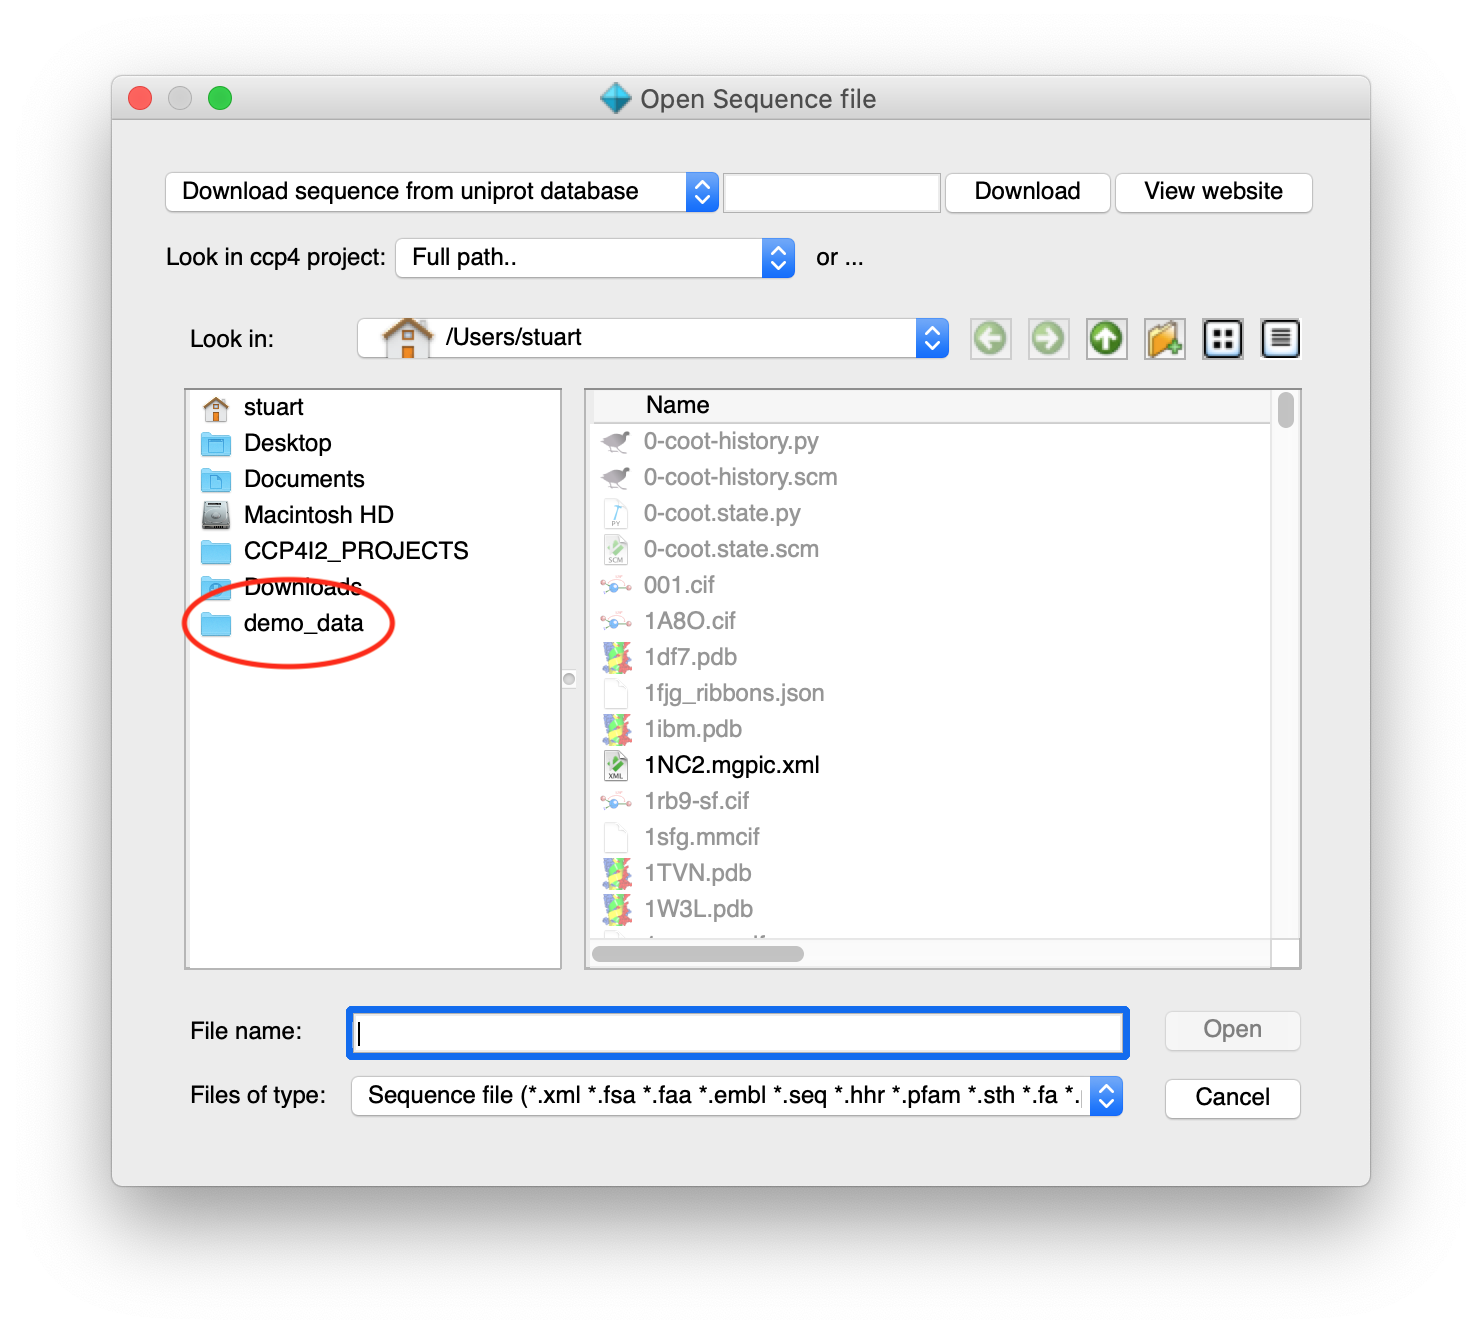 Open Sequence file
Download sequence from uniprot database Download View website
Look in ccp4 project: Full path.. or ...
Look in: /Users/stuart
stuart
Desktop
Documents
Macintosh HD
CCP4I2_PROJECTS
Downloads
demo_data
Name
0-coot-history.py
0-coot-history.scm
0-coot.state.py
0-coot.state.scm
001.cif
1A8O.cif
1df7.pdb
1fjg_ribbons.json
1ibm.pdb
1NC2.mgpic.xml
1rb9-sf.cif
1sfg.mmcif
1TVN.pdb
1W3L.pdb
File name: Open
Files of type: Sequence file (*.xml *.fsa *.faa *.embl *.seq *.hhr *.pfam *.sth *.fa *. Cancel